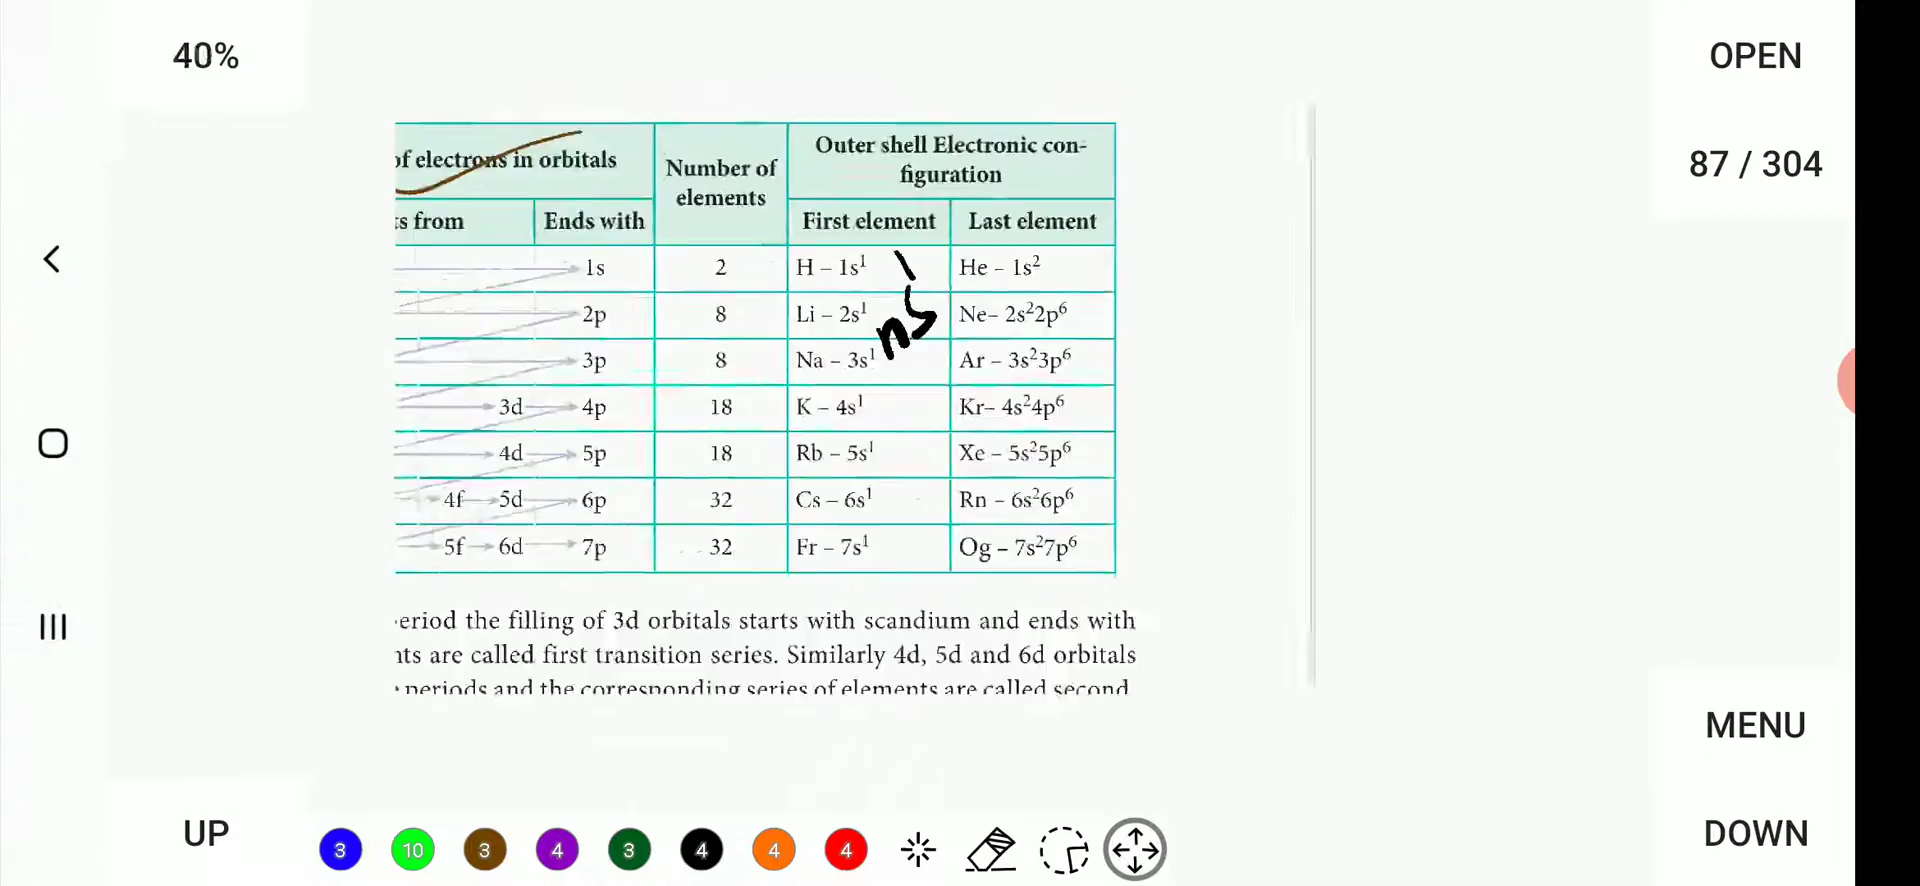 40%
OPEN
87 / 304
of electrons in orbitals
Number of elements
Outer shell Electronic con-
figuration
from
Ends with
First element
Last element
1s 2 H – 1s¹ He – 1s²
2p 8 Li – 2s¹ Ne– 2s²2p⁶
3p 8 Na – 3s¹ Ar – 3s²3p⁶
3d 4p 18 K – 4s¹ Kr– 4s²4p⁶
4d 5p 18 Rb – 5s¹ Xe – 5s²5p⁶
4f 5d 6p 32 Cs – 6s¹ Rn – 6s²6p⁶
5f 6d 7p 32 Fr – 7s¹ Og – 7s²7p⁶
ns
eriod the filling of 3d orbitals starts with scandium and ends with
nts are called first transition series. Similarly 4d, 5d and 6d orbitals
periods and the corresponding series of elements are called second
MENU
UP
DOWN
3 10 3 4 3 4 4 4